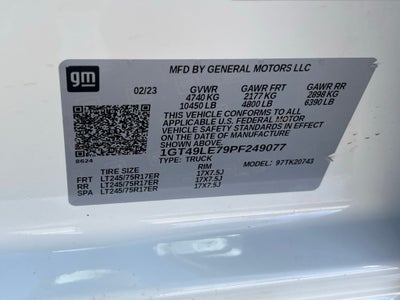 gm
MFD BY GENERAL MOTORS LLC
02/23 GVWR GAWR FRT GAWR RR
4740 KG 2177 KG 2898 KG
10450 LB 4800 LB 6390 LB
THIS VEHICLE CONFORMS TO ALL
APPLICABLE U.S. FEDERAL MOTOR
VEHICLE SAFETY STANDARDS IN EFFECT
ON THE DATE OF MANUFACTURE
SHOWN ABOVE.
1GT49LE79PF249077
TYPE: TRUCK MODEL: 97TK20743
8624
TIRE SIZE RIM
FRT LT245/75R17ER 17X7.5J
RR LT245/75R17ER 17X7.5J
SPA LT245/75R17ER 17X7.5J